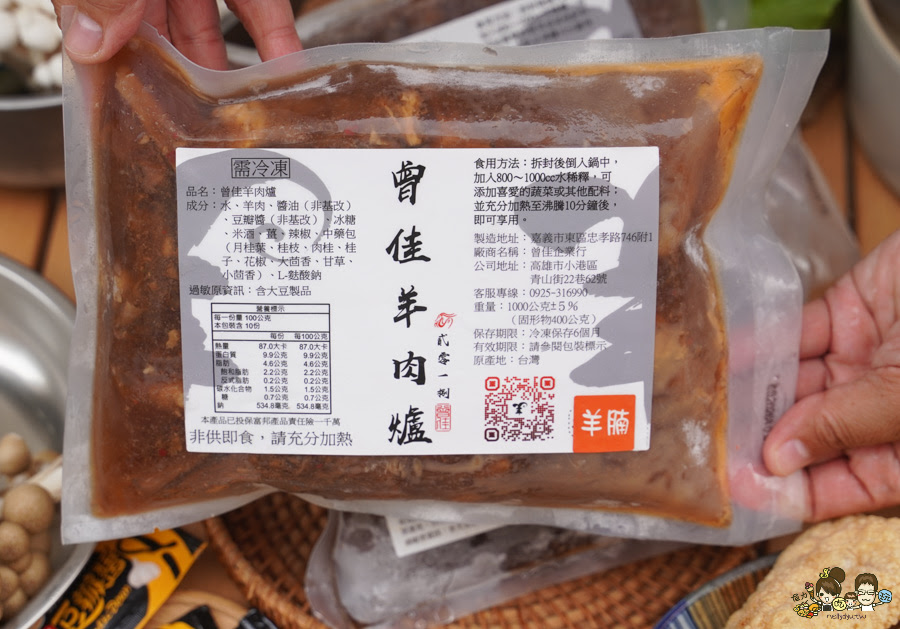 需冷凍
品名：曾佳羊肉爐
成分：水、羊肉、醬油（非基改）
、豆瓣醬（非基改）、冰糖
、米酒、薑、辣椒、中藥包
（月桂葉、桂枝、肉桂、桂
子、花椒、大茴香、甘草、
小茴香）、L-麩酸鈉
過敏原資訊：含大豆製品
營養標示
每一份量 100公克
本包裝含 10份
每份 每100公克
熱量 87.0大卡 87.0大卡
蛋白質 9.9公克 9.9公克
脂肪 4.6公克 4.6公克
飽和脂肪 2.2公克 2.2公克
反式脂肪 0.2公克 0.2公克
碳水化合物 1.5公克 1.5公克
糖 0.7公克 0.7公克
鈉 534.8毫克 534.8毫克
本產品已投保富邦產品責任險一千萬
非供即食，請充分加熱
曾佳羊肉爐
貳零一捌
曾佳
食用方法：拆封後倒入鍋中，
加入800～1000cc水稀釋，可
添加喜愛的蔬菜或其他配料；
並充分加熱至沸騰10分鐘後，
即可享用。
製造地址：嘉義市東區忠孝路746附1
廠商名稱：曾佳企業行
公司地址：高雄市小港區
青山街22巷62號
客服專線：0925-316990
重量：1000公克±5％
（固形物400公克）
保存期限：冷凍保存6個月
有效期限：請參閱包裝標示
原產地：台灣
羊腩